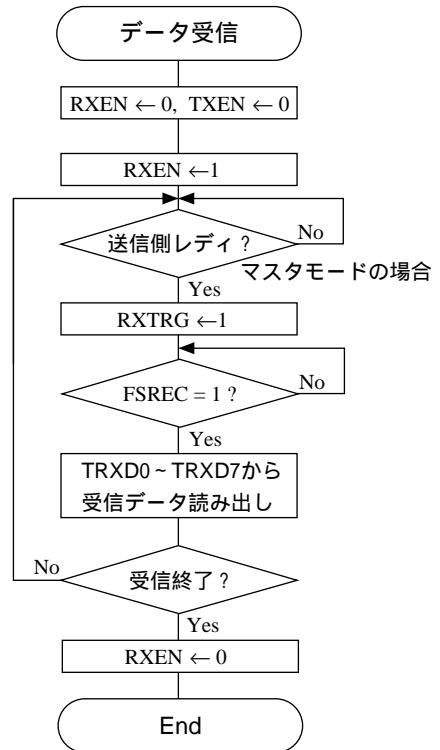 データ受信
RXEN ← 0, TXEN ← 0
RXEN ←1
送信側レディ?
No
マスタモードの場合
Yes
RXTRG ←1
FSREC = 1 ?
No
Yes
TRXD0 ~ TRXD7から
受信データ読み出し
受信終了?
No
Yes
RXEN ← 0
End